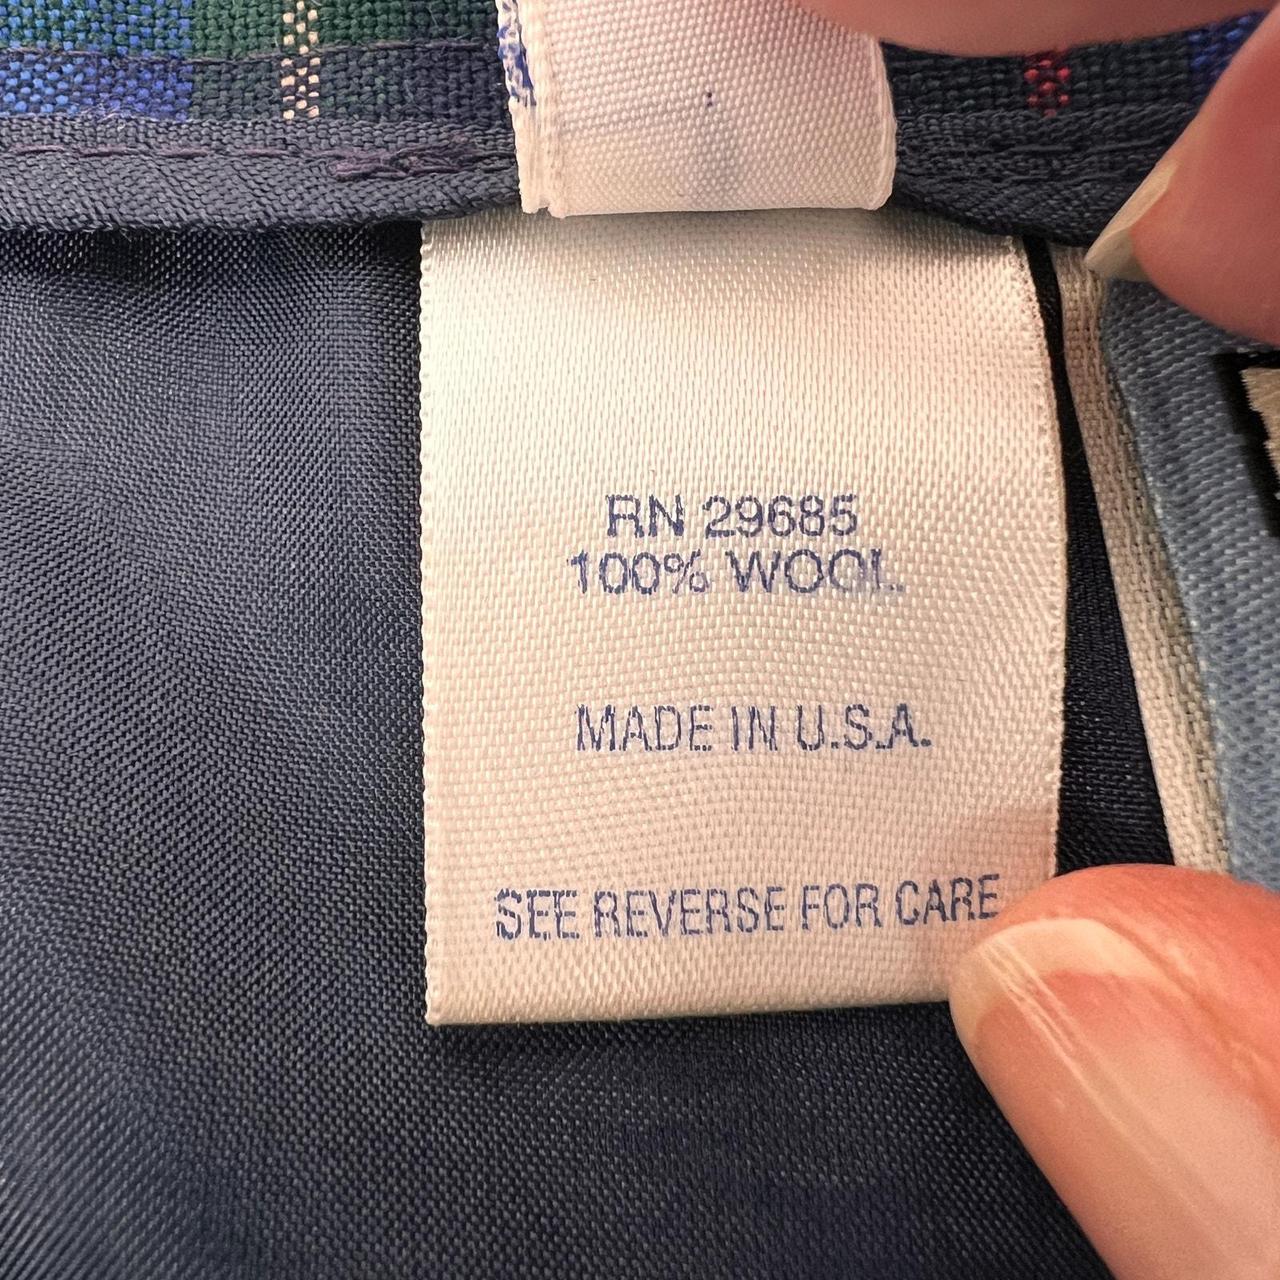 RN 29685
100% WOOL
MADE IN U.S.A.
SEE REVERSE FOR CARE